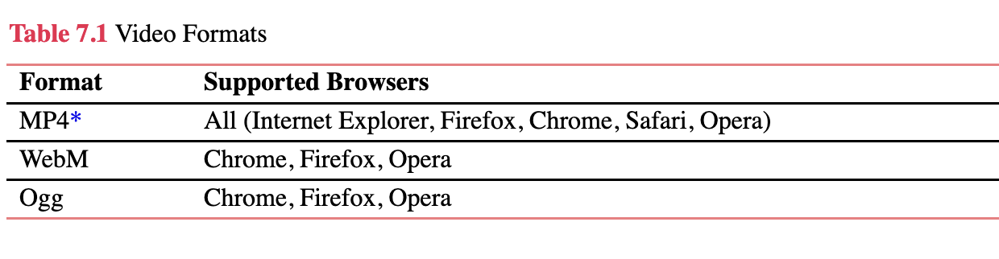 Table 7.1 Video Formats
Format Supported Browsers
MP4* All (Internet Explorer, Firefox, Chrome, Safari, Opera)
WebM Chrome, Firefox, Opera
Ogg Chrome, Firefox, Opera